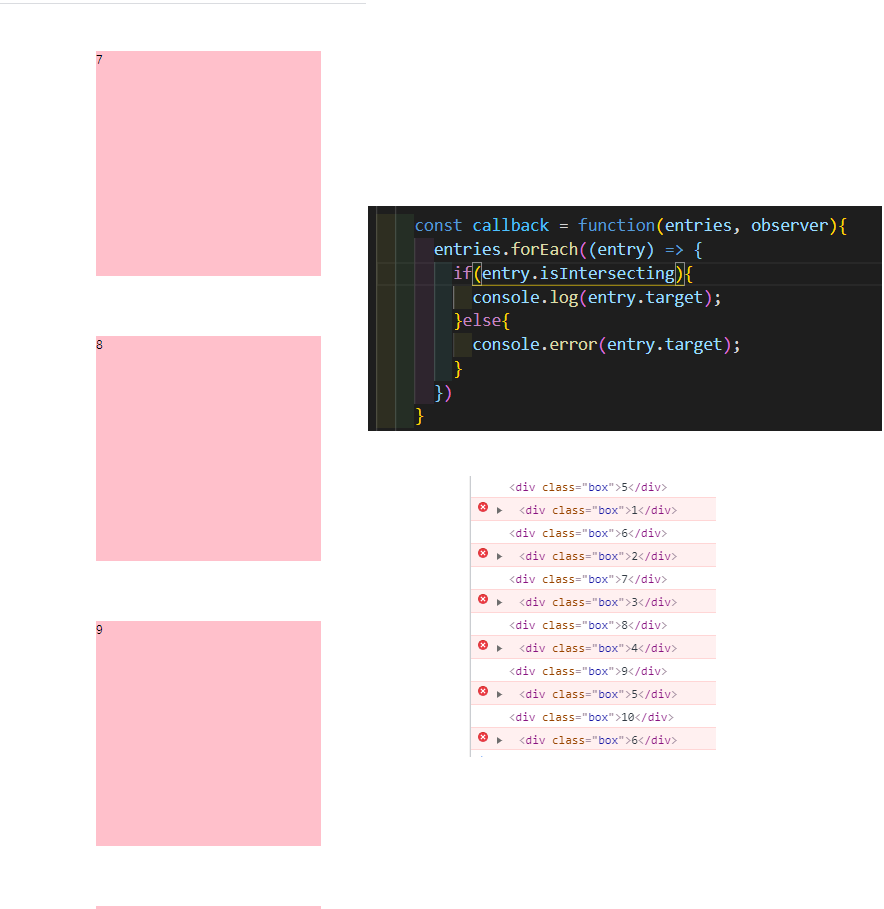 7
8
9
const callback = function(entries, observer){
entries.forEach((entry) => {
if(entry.isIntersecting){
console.log(entry.target);
}else{
console.error(entry.target);
}
})
}
<div class="box">5</div>
<div class="box">1</div>
<div class="box">6</div>
<div class="box">2</div>
<div class="box">7</div>
<div class="box">3</div>
<div class="box">8</div>
<div class="box">4</div>
<div class="box">9</div>
<div class="box">5</div>
<div class="box">10</div>
<div class="box">6</div>